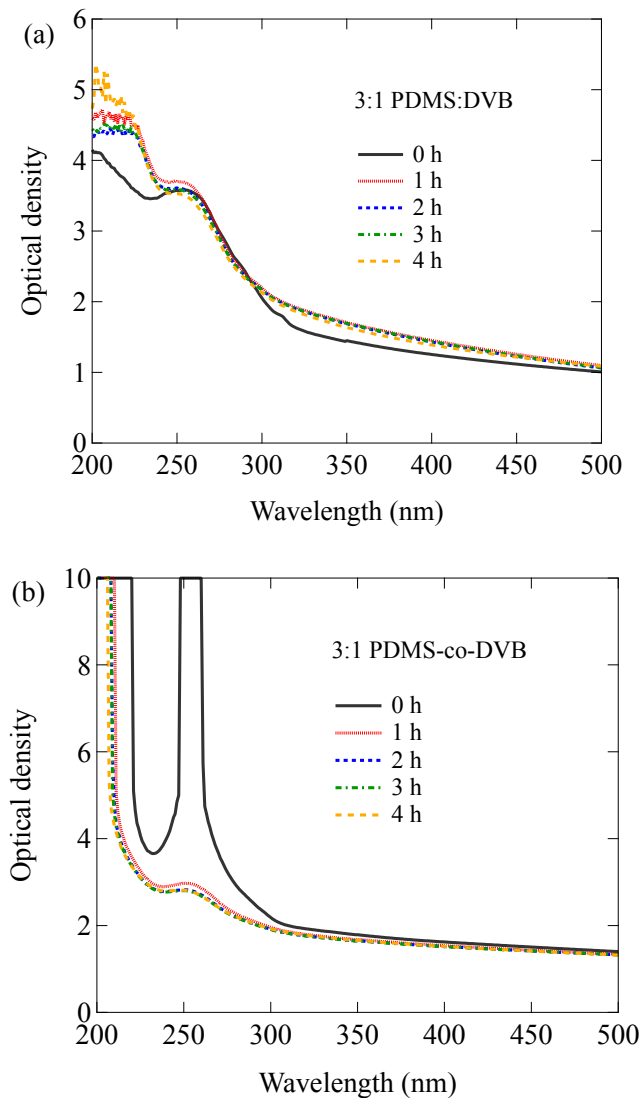 (a)
6
5
4
3
2
1
0
Optical density
3:1 PDMS:DVB
0 h
1 h
2 h
3 h
4 h
200 250 300 350 400 450 500
Wavelength (nm)
(b)
10
8
6
4
2
0
Optical density
3:1 PDMS-co-DVB
0 h
1 h
2 h
3 h
4 h
200 250 300 350 400 450 500
Wavelength (nm)